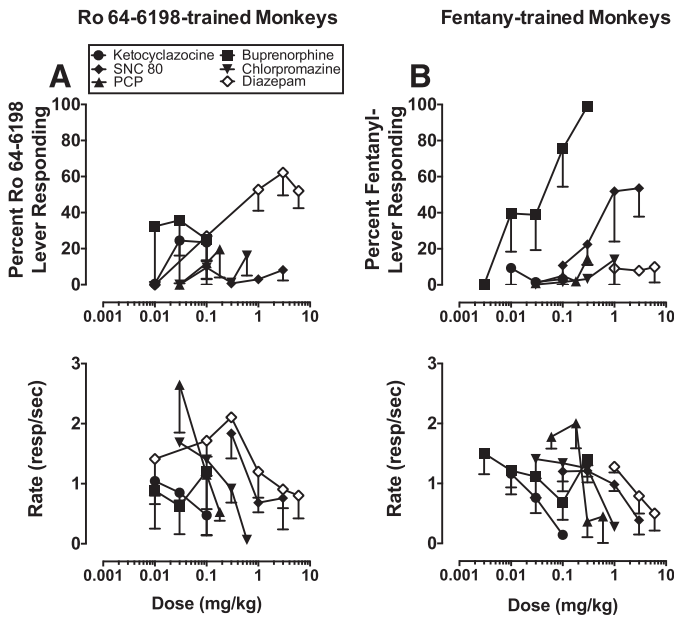 Ro 64-6198-trained Monkeys
Fentany-trained Monkeys
Ketocyclazocine
Buprenorphine
SNC 80
Chlorpromazine
PCP
Diazepam
A
B
Percent Ro 64-6198
Lever Responding
100
80
60
40
20
0
0.001 0.01 0.1 1 10
Percent Fentanyl-
Lever Responding
100
80
60
40
20
0
0.001 0.01 0.1 1 10
Rate (resp/sec)
3
2
1
0
0.001 0.01 0.1 1 10
Dose (mg/kg)
Rate (resp/sec)
3
2
1
0
0.001 0.01 0.1 1 10
Dose (mg/kg)